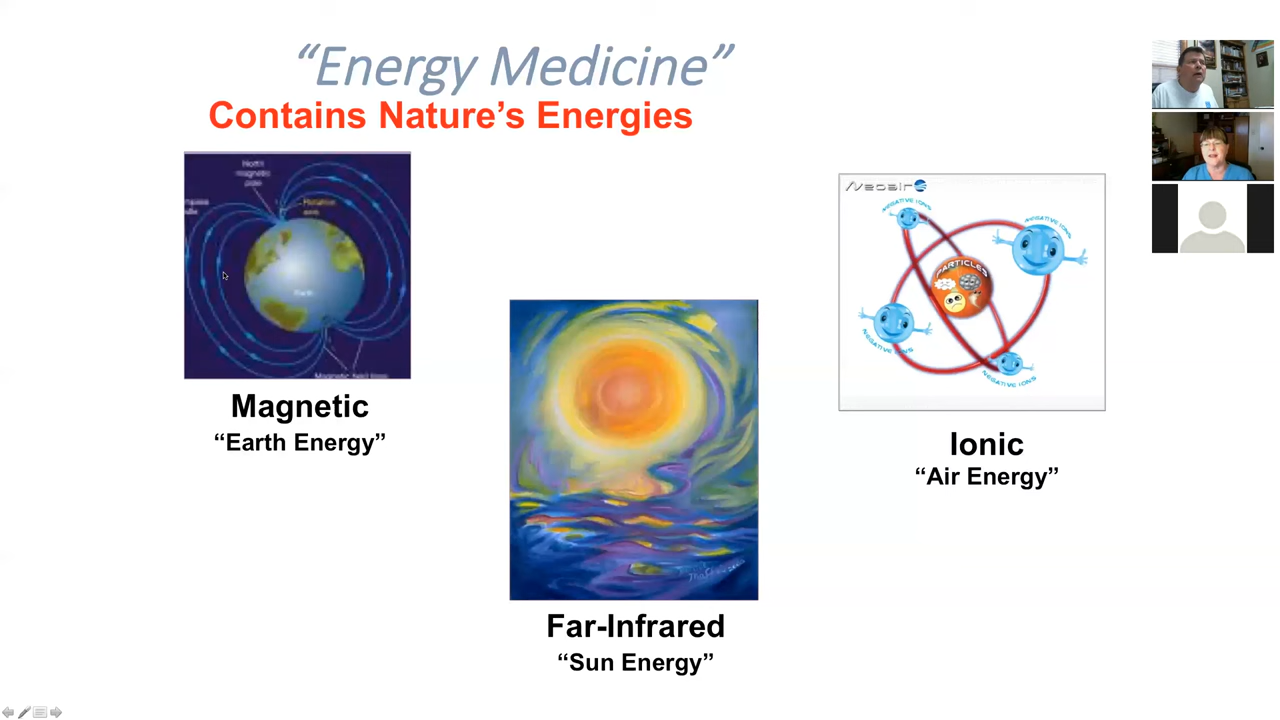 “Energy Medicine”
Contains Nature’s Energies
North
magnetic
pole
Rotation
axis
Earth
Magnetic field lines
Magnetic
“Earth Energy”
Far-Infrared
“Sun Energy”
Neoair
NEGATIVE IONS
NEGATIVE IONS
PARTICLES
NEGATIVE IONS
NEGATIVE IONS
Ionic
“Air Energy”